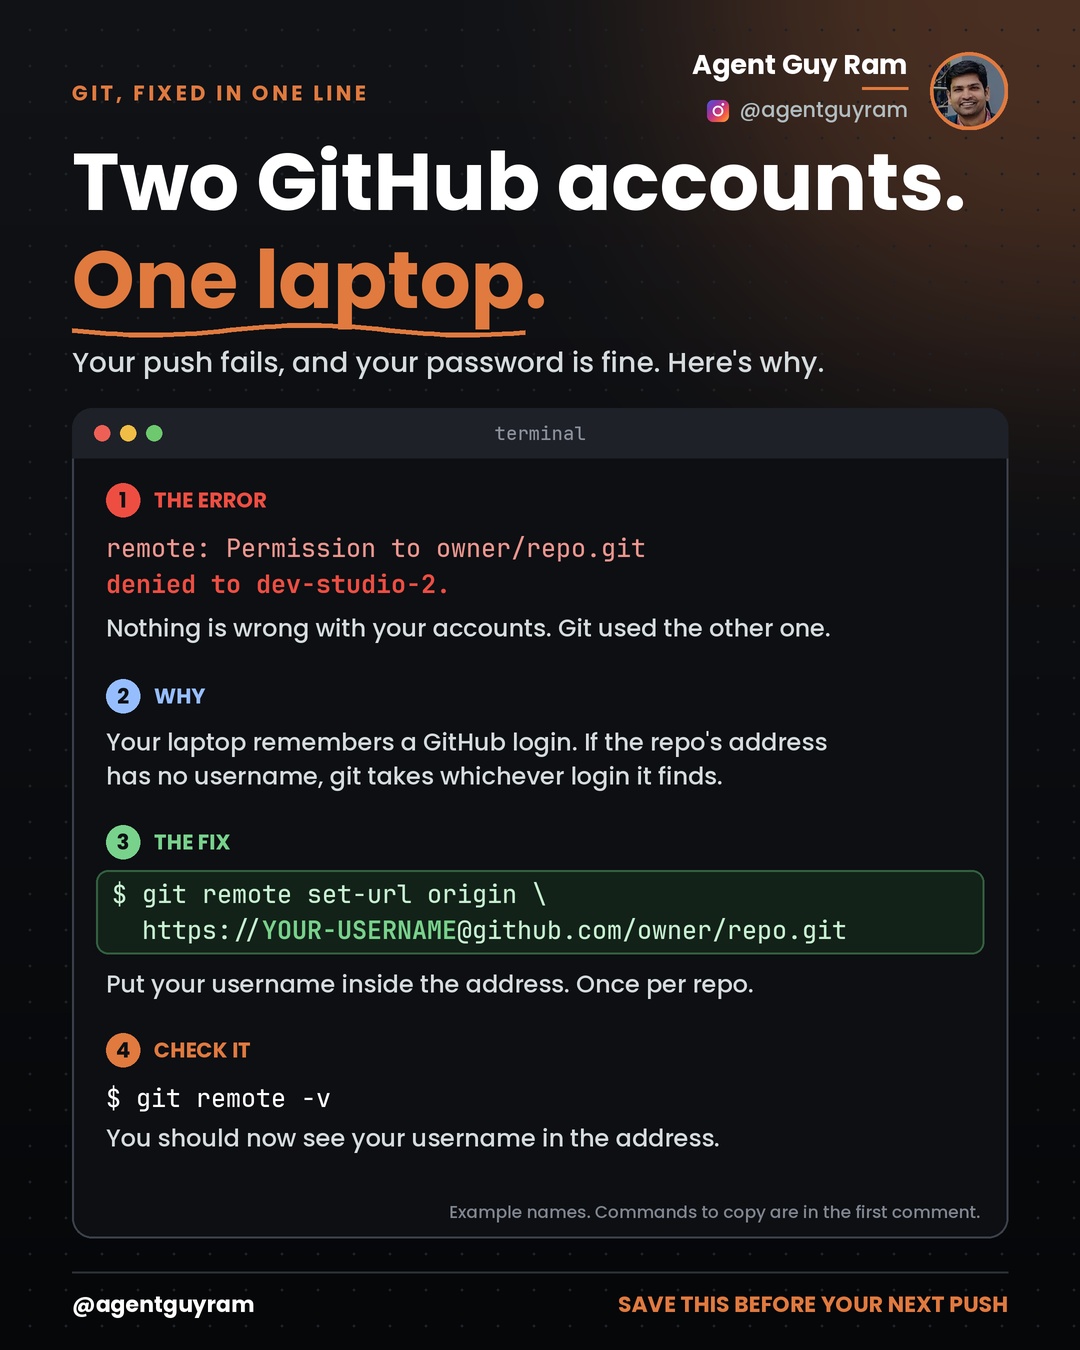 GIT, FIXED IN ONE LINE
Agent Guy Ram
@agentguyram
Two GitHub accounts.
One laptop.
Your push fails, and your password is fine. Here's why.
terminal
1 THE ERROR
remote: Permission to owner/repo.git
denied to dev-studio-2.
Nothing is wrong with your accounts. Git used the other one.
2 WHY
Your laptop remembers a GitHub login. If the repo's address
has no username, git takes whichever login it finds.
3 THE FIX
$ git remote set-url origin \
https://YOUR-USERNAME@github.com/owner/repo.git
Put your username inside the address. Once per repo.
4 CHECK IT
$ git remote -v
You should now see your username in the address.
Example names. Commands to copy are in the first comment.
@agentguyram
SAVE THIS BEFORE YOUR NEXT PUSH